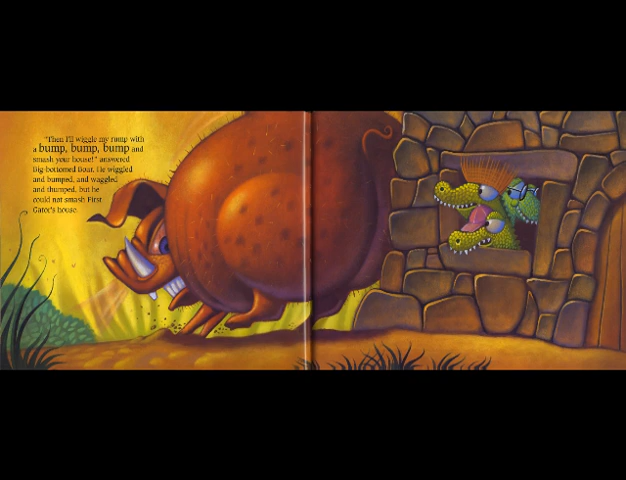 "Then I'll wiggle my rump with
a bump, bump, bump and
smash your house!" answered
Big-bottomed Boar. He wiggled
and bumped, and waggled
and thumped, but he
could not smash First
Gator's house.